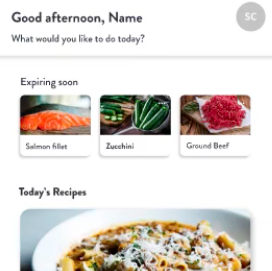 Good afternoon, Name
SC
What would you like to do today?
Expiring soon
Salmon fillet
Zucchini
Ground Beef
Today's Recipes